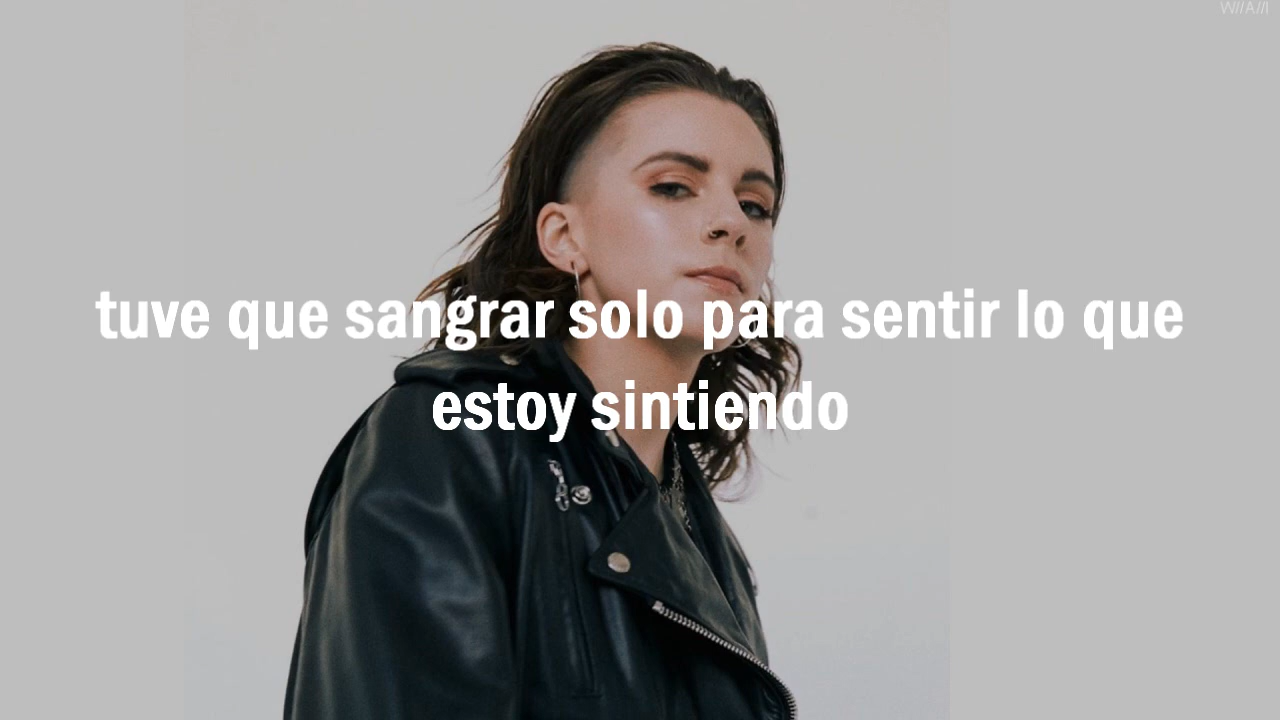 W//A//I
tuve que sangrar solo para sentir lo que
estoy sintiendo